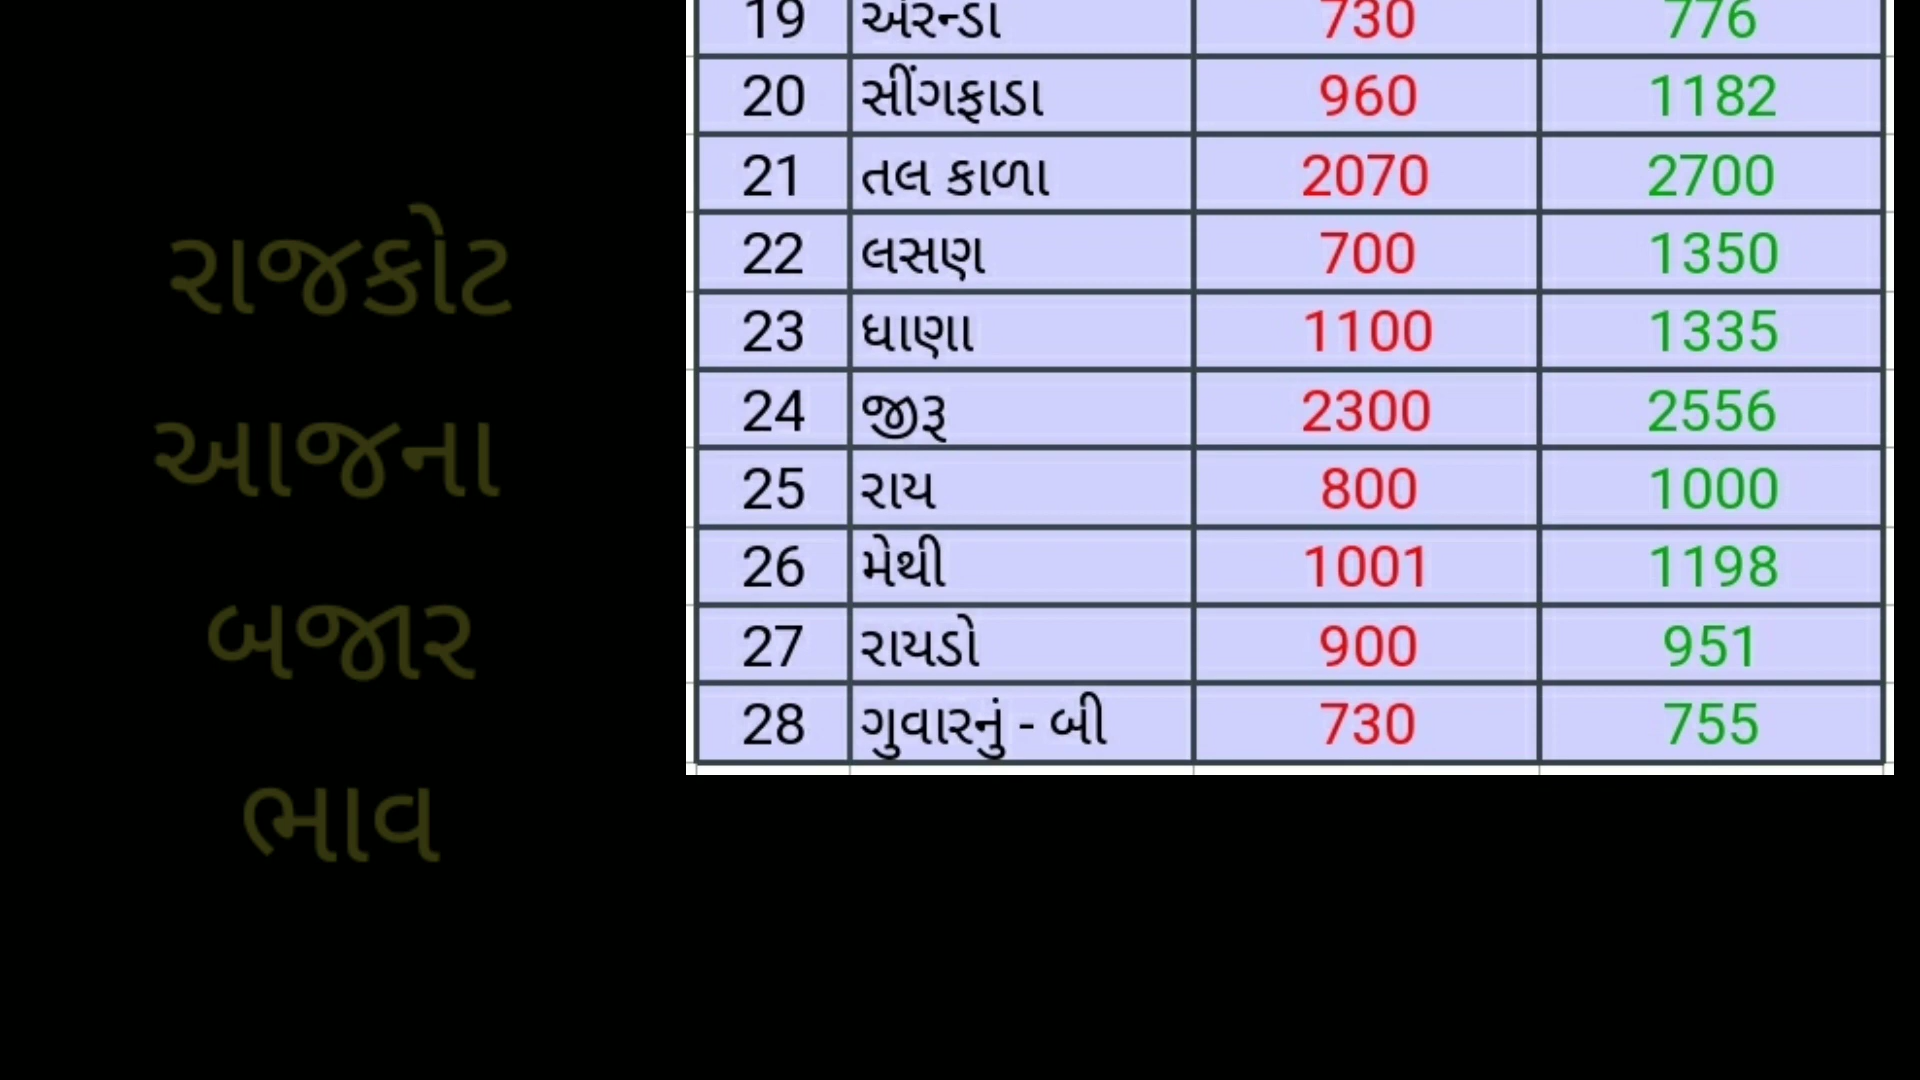 રાજકોટ
આજના
બજાર
ભાવ
19 એરન્ડા 730 776
20 સીંગફાડા 960 1182
21 તલ કાળા 2070 2700
22 લસણ 700 1350
23 ધાણા 1100 1335
24 જીરૂ 2300 2556
25 રાય 800 1000
26 મેથી 1001 1198
27 રાયડો 900 951
28 ગુવારનું - બી 730 755